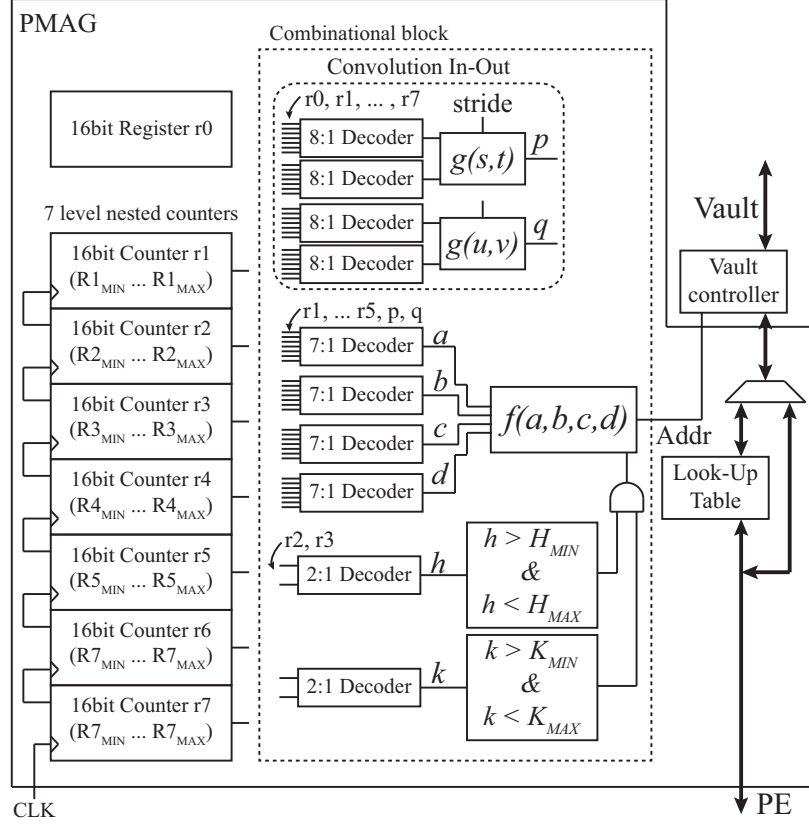 PMAG
16bit Register r0
7 level nested counters
16bit Counter r1
(R1MIN ... R1MAX)
16bit Counter r2
(R2MIN ... R2MAX)
16bit Counter r3
(R3MIN ... R3MAX)
16bit Counter r4
(R4MIN ... R4MAX)
16bit Counter r5
(R5MIN ... R5MAX)
16bit Counter r6
(R7MIN ... R7MAX)
16bit Counter r7
(R7MIN ... R7MAX)
CLK
Combinational block
Convolution In-Out
r0, r1, ... , r7
stride
8:1 Decoder
8:1 Decoder
g(s,t)
p
8:1 Decoder
8:1 Decoder
g(u,v)
q
r1, ... r5, p, q
7:1 Decoder
a
7:1 Decoder
b
7:1 Decoder
c
7:1 Decoder
d
f(a,b,c,d)
Addr
r2, r3
2:1 Decoder
h
h > HMIN
&
h < HMAX
2:1 Decoder
k
k > KMIN
&
k < KMAX
Vault
Vault
controller
Look-Up
Table
PE